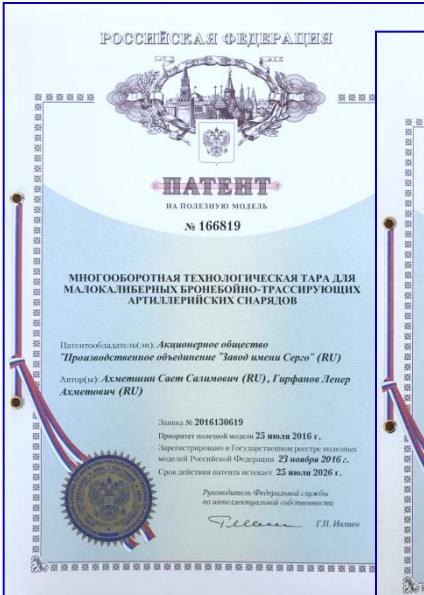 РОССИЙСКАЯ ФЕДЕРАЦИЯ
ПАТЕНТ
НА ПОЛЕЗНУЮ МОДЕЛЬ
№ 166819
МНОГООБОРОТНАЯ ТЕХНОЛОГИЧЕСКАЯ ТАРА ДЛЯ
МАЛОКАЛИБЕРНЫХ БРОНЕБОЙНО-ТРАССИРУЮЩИХ
АРТИЛЛЕРИЙСКИХ СНАРЯДОВ
Патентообладатель(ли): Акционерное общество
"Производственное объединение "Завод имени Серго" (RU)
Автор(ы): Ахметшин Сает Салимович (RU), Гирфанов Ленер
Ахметович (RU)
Заявка № 2016130619
Приоритет полезной модели 25 июля 2016 г.
Зарегистрировано в Государственном реестре полезных
моделей Российской Федерации 23 ноября 2016 г.
Срок действия патента истекает 25 июля 2026 г.
Руководитель Федеральной службы
по интеллектуальной собственности
Г.П. Ивлиев